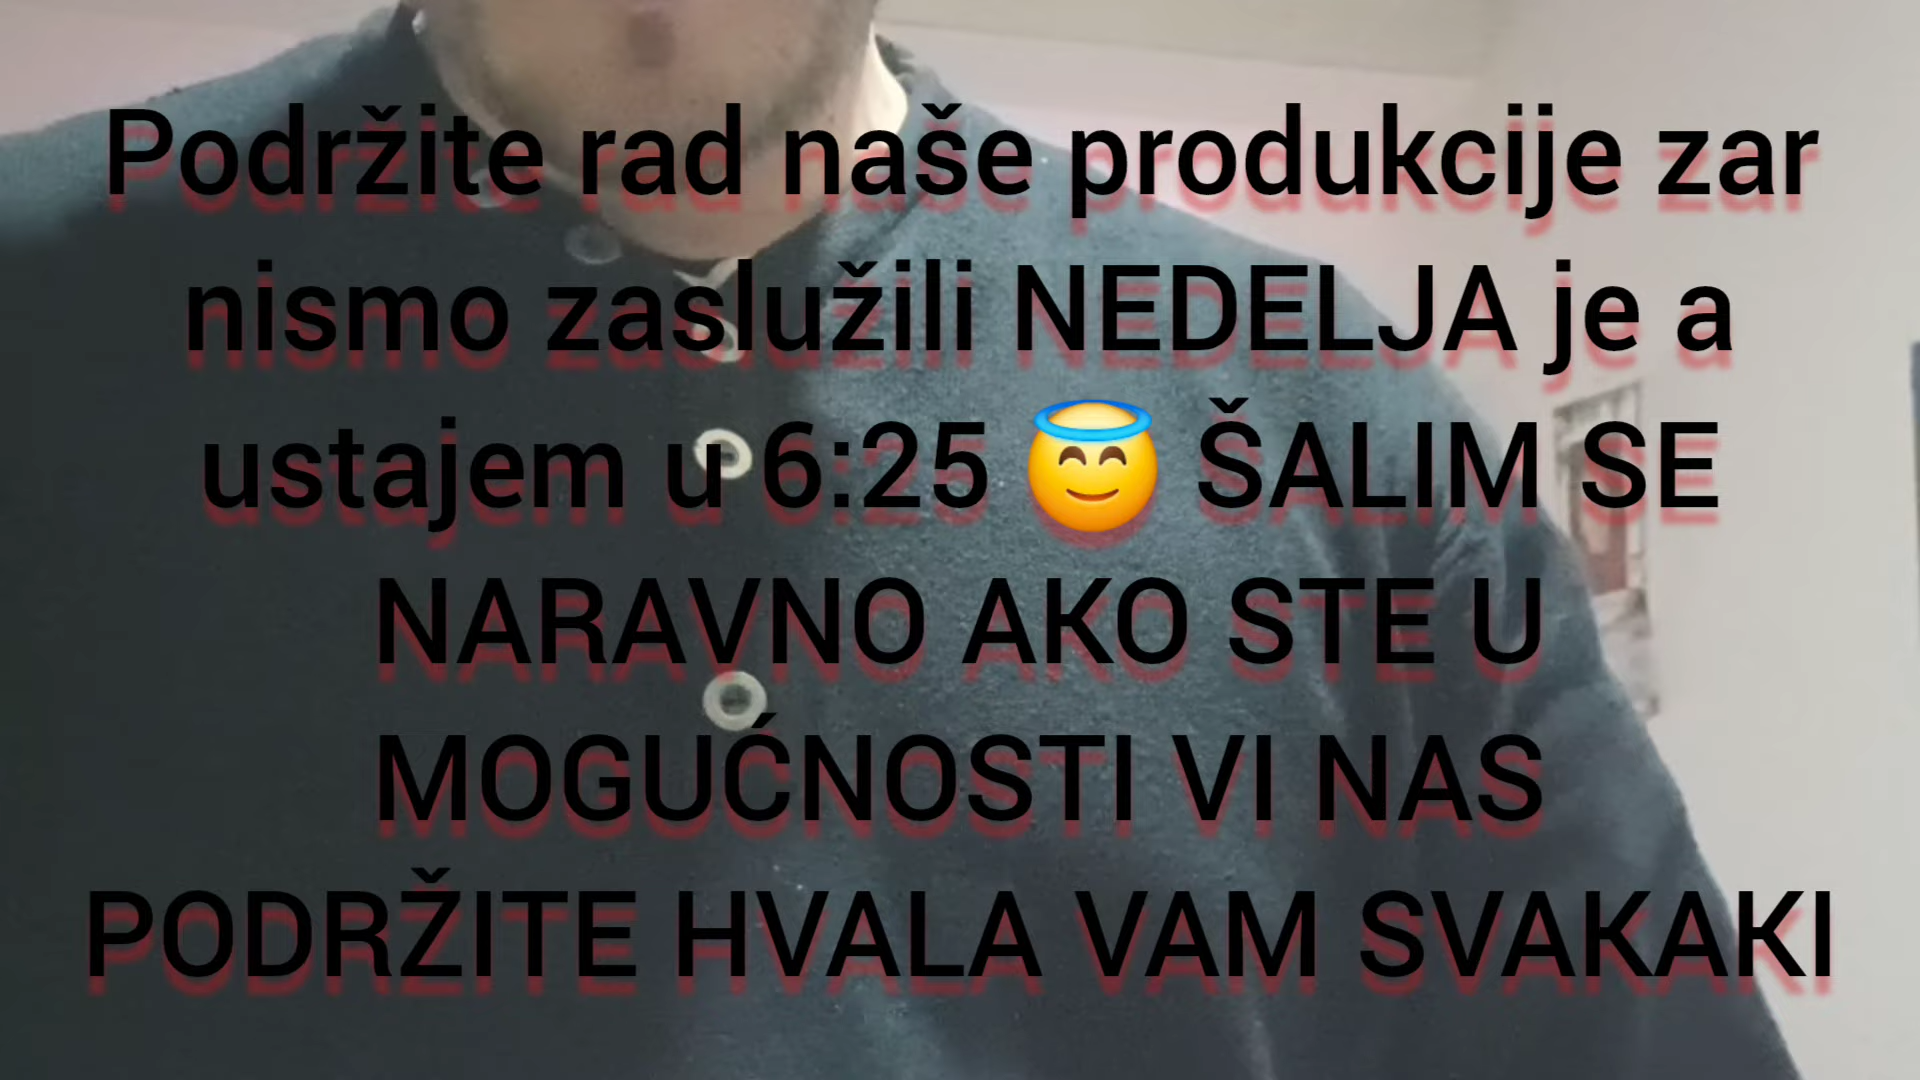 Podržite rad naše produkcije zar
nismo zaslužili NEDELJA je a
ustajem u 6:25 😇 ŠALIM SE
NARAVNO AKO STE U
MOGUĆNOSTI VI NAS
PODRŽITE HVALA VAM SVAKAKI